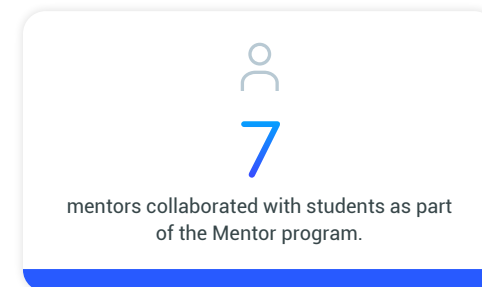 7
mentors collaborated with students as part
of the Mentor program.